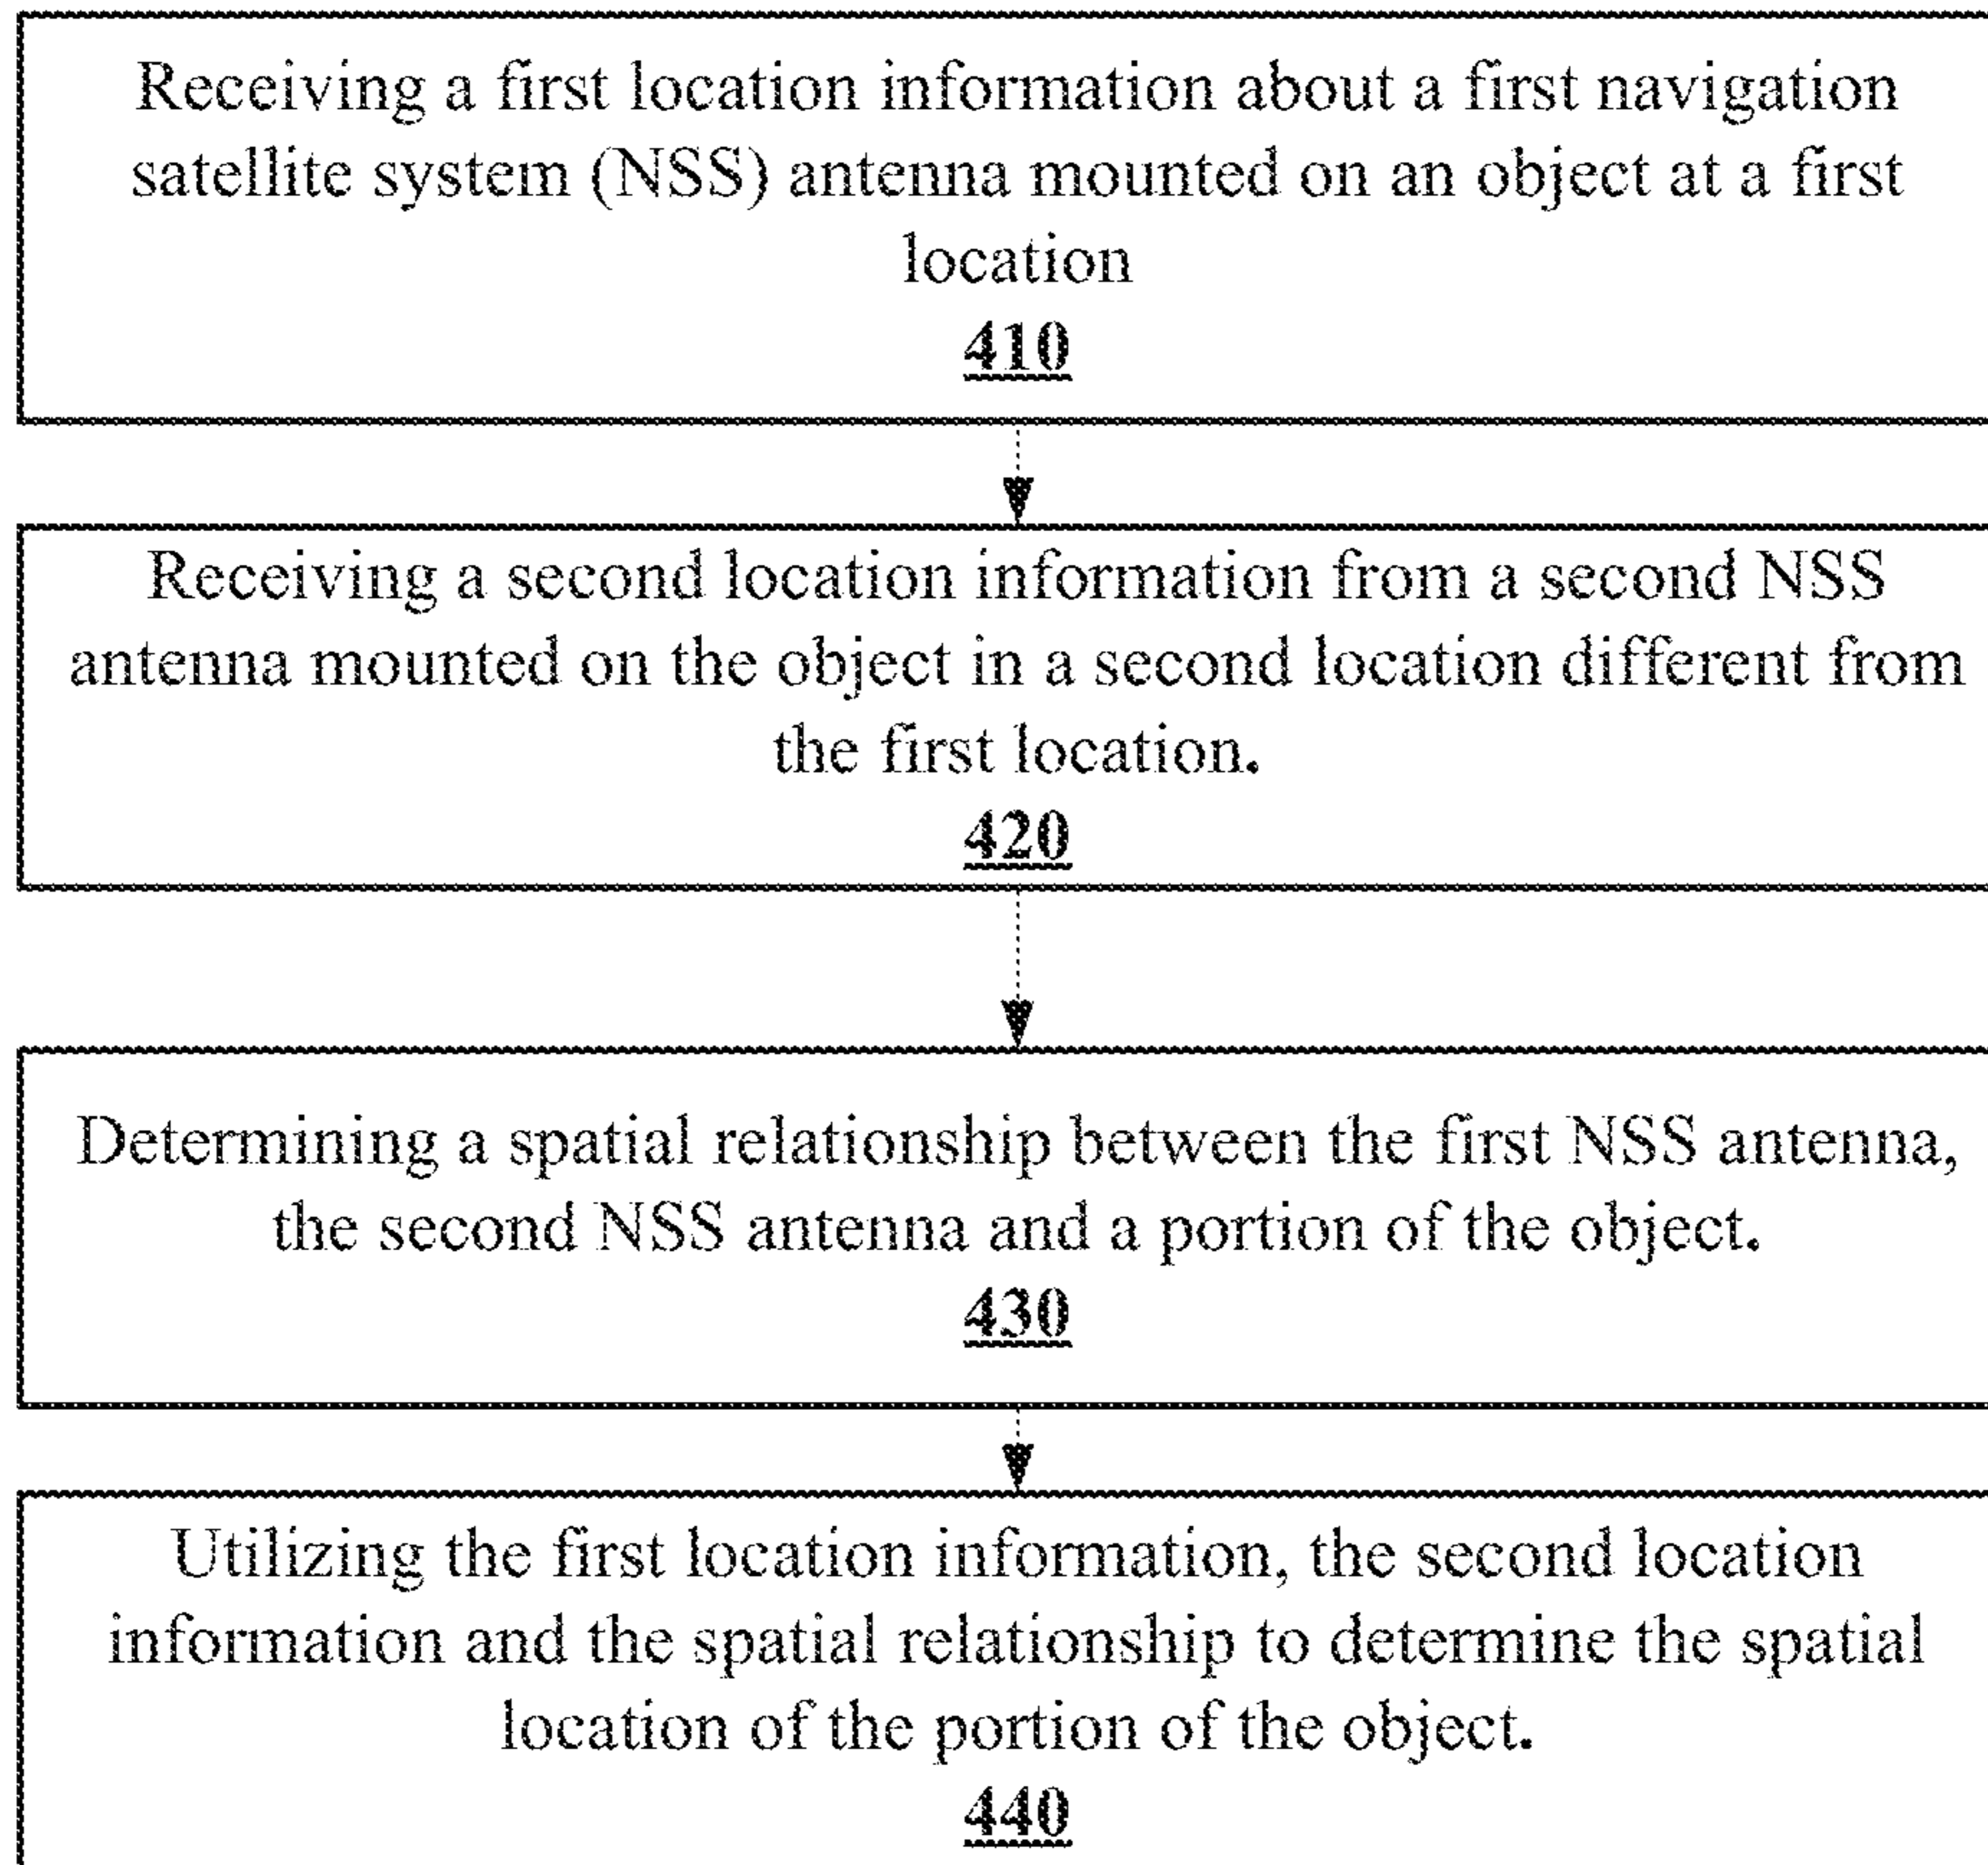 Receiving a first location information about a first navigation
satellite system (NSS) antenna mounted on an object at a first
location
410
Receiving a second location information from a second NSS
antenna mounted on the object in a second location different from
the first location.
420
Determining a spatial relationship between the first NSS antenna,
the second NSS antenna and a portion of the object.
430
Utilizing the first location information, the second location
information and the spatial relationship to determine the spatial
location of the portion of the object.
440